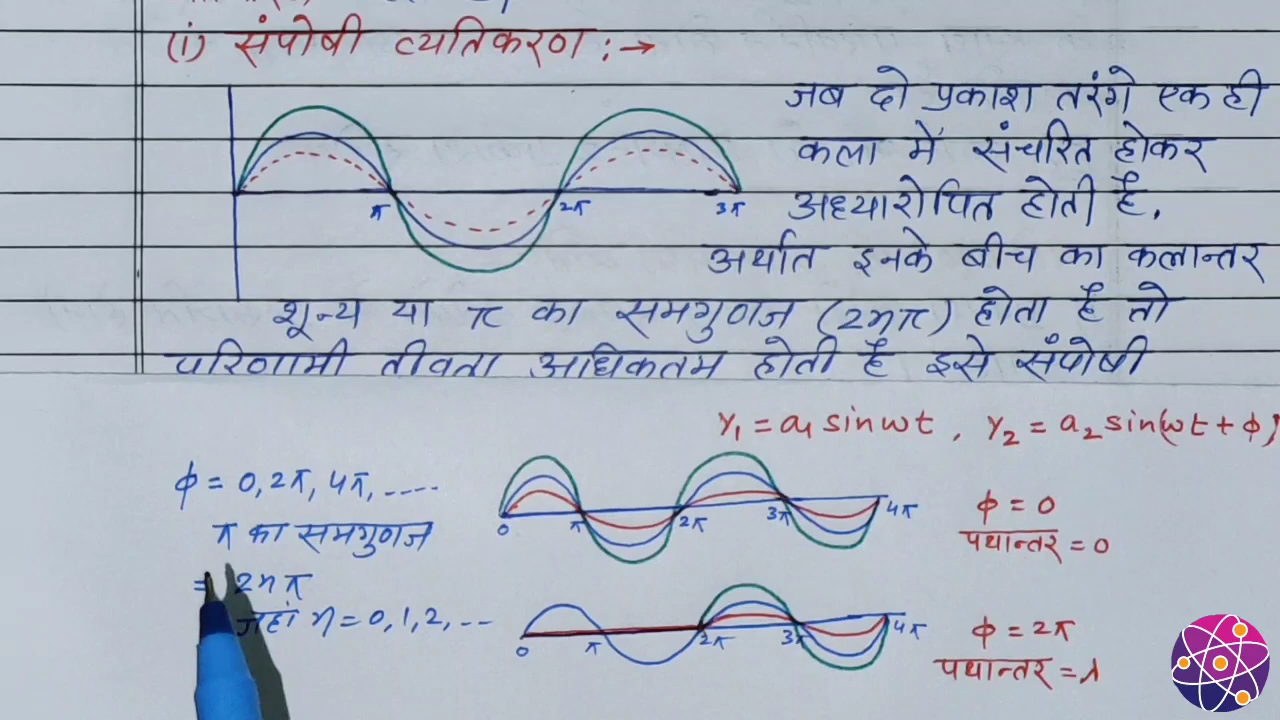 (i) संपोषी व्यतिकरण :→
जब दो प्रकाश तरंगे एक ही
कला में संचरित होकर
अध्यारोपित होती है,
π 2π 3π
अर्थात इनके बीच का कलान्तर
शून्य या π का समगुणज (2nπ) होता है तो
परिणामी तीव्रता अधिकतम होती है इसे संपोषी
y₁ = a₁ sinωt , y₂ = a₂ sin(ωt + φ)
φ = 0, 2π, 4π, ----
π का समगुणज
= 2nπ
जहां n = 0, 1, 2, --
0 π 2π 3π 4π
φ = 0
पथान्तर = 0
0 π 2π 3π 4π
φ = 2π
पथान्तर = λ